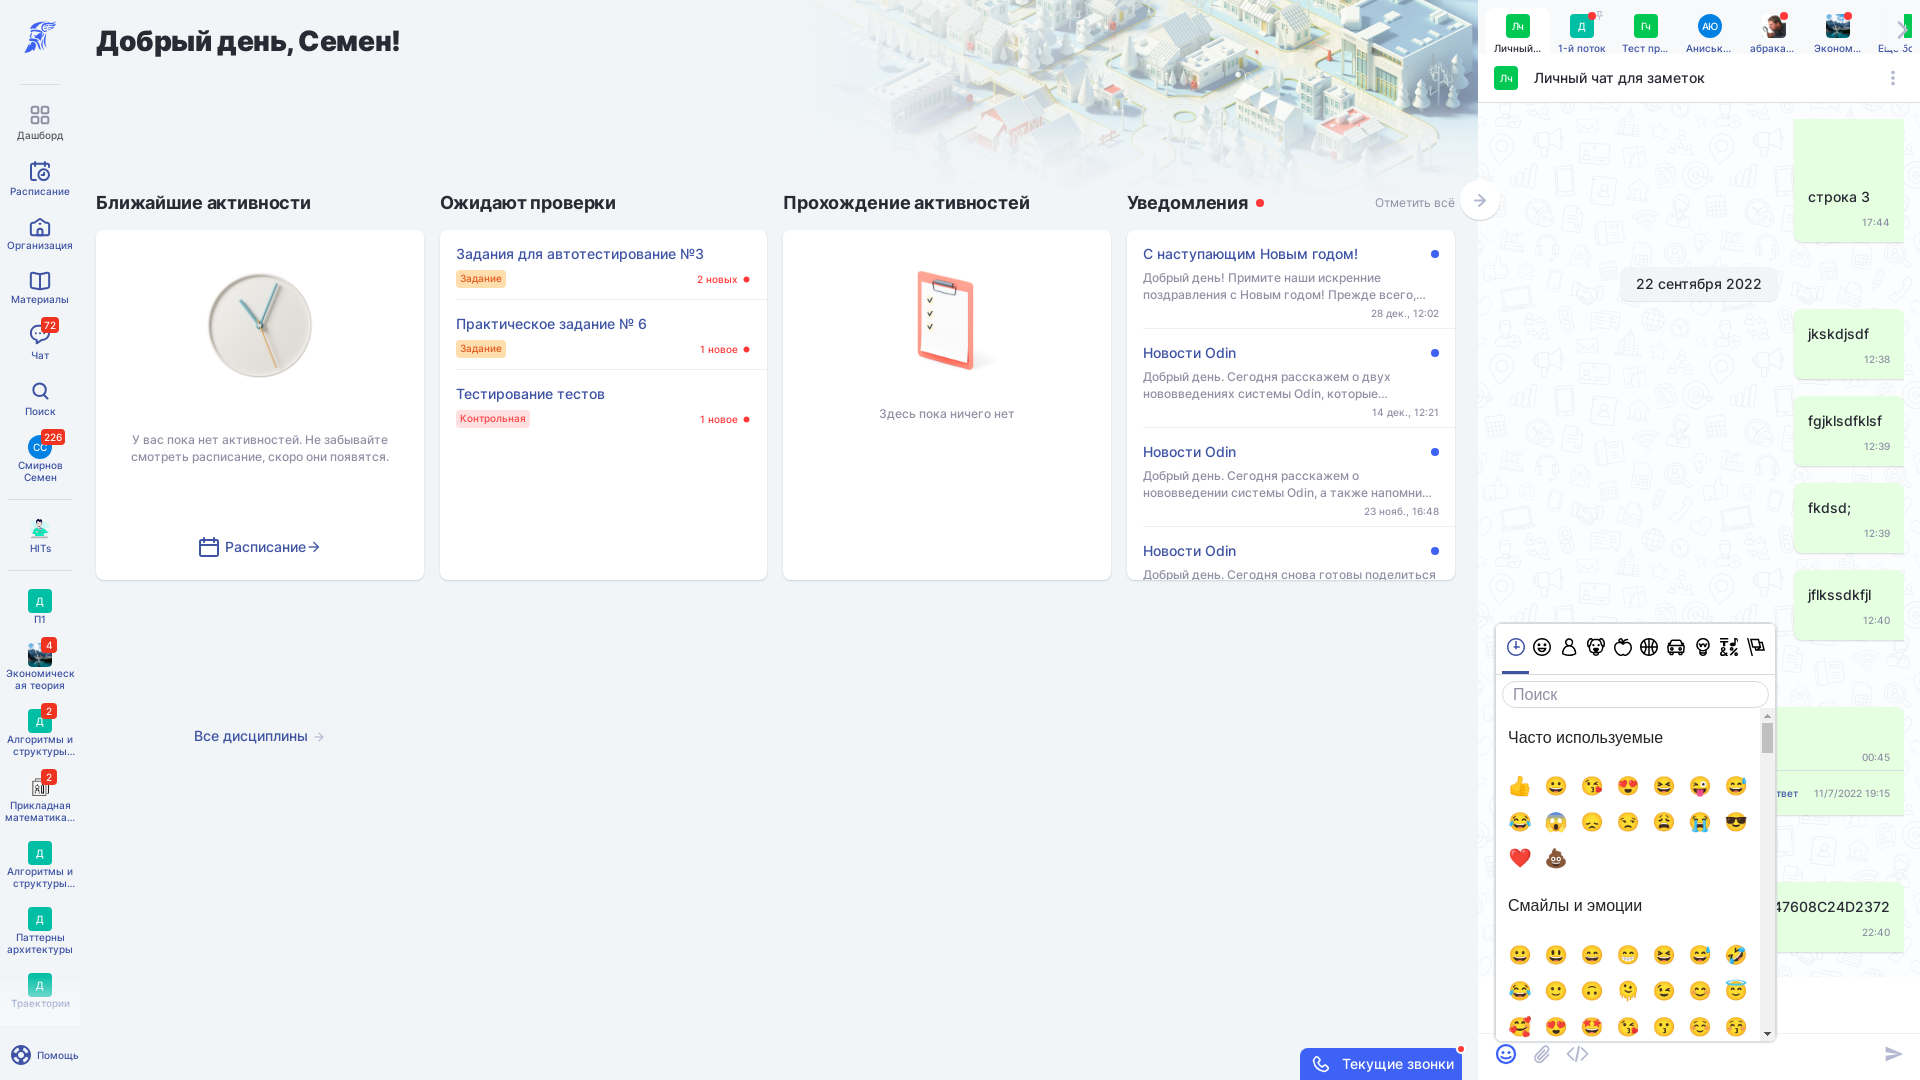 Дашборд
Расписание
Организация
Материалы
72
Чат
Поиск
226
СС
Смирнов
Семен
HITs
Д
П1
4
Экономическ
ая теория
2
Д
Алгоритмы и
структуры...
2
Прикладная
математика...
Д
Алгоритмы и
структуры...
Д
Паттерны
архитектуры
Д
Траектории
Помощь
Добрый день, Семен!
Ближайшие активности
У вас пока нет активностей. Не забывайте
смотреть расписание, скоро они появятся.
Расписание
Ожидают проверки
Задания для автотестирование №3
Задание
2 новых
Практическое задание № 6
Задание
1 новое
Тестирование тестов
Контрольная
1 новое
Прохождение активностей
Здесь пока ничего нет
Уведомления
Отметить всё
С наступающим Новым годом!
Добрый день! Примите наши искренние
поздравления с Новым годом! Прежде всего,...
28 дек., 12:02
Новости Odin
Добрый день. Сегодня расскажем о двух
нововведениях системы Odin, которые...
14 дек., 12:21
Новости Odin
Добрый день. Сегодня расскажем о
нововведении системы Odin, а также напомни...
23 нояб., 16:48
Новости Odin
Добрый день. Сегодня снова готовы поделиться
Все дисциплины
Текущие звонки
Лч
Личный...
Д
1-й поток
Гч
Тест пр...
АЮ
Аниськ...
абрака...
Эконом...
Лч
Личный чат для заметок
строка 3
17:44
22 сентября 2022
jkskdjsdf
12:38
fgjklsdfklsf
12:39
fkdsd;
12:39
jflkssdkfjl
12:40
00:45
11/7/2022 19:15
47608C24D2372
22:40
Поиск
Часто используемые
Смайлы и эмоции